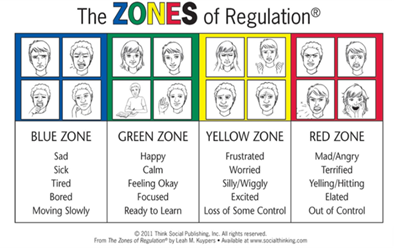 The ZONES of Regulation®
BLUE ZONE
Sad
Sick
Tired
Bored
Moving Slowly
GREEN ZONE
Happy
Calm
Feeling Okay
Focused
Ready to Learn
YELLOW ZONE
Frustrated
Worried
Silly/Wiggly
Excited
Loss of Some Control
RED ZONE
Mad/Angry
Terrified
Yelling/Hitting
Elated
Out of Control
© 2011 Think Social Publishing, Inc. All rights reserved.
From The Zones of Regulation® by Leah M. Kuypers • Available at www.socialthinking.com